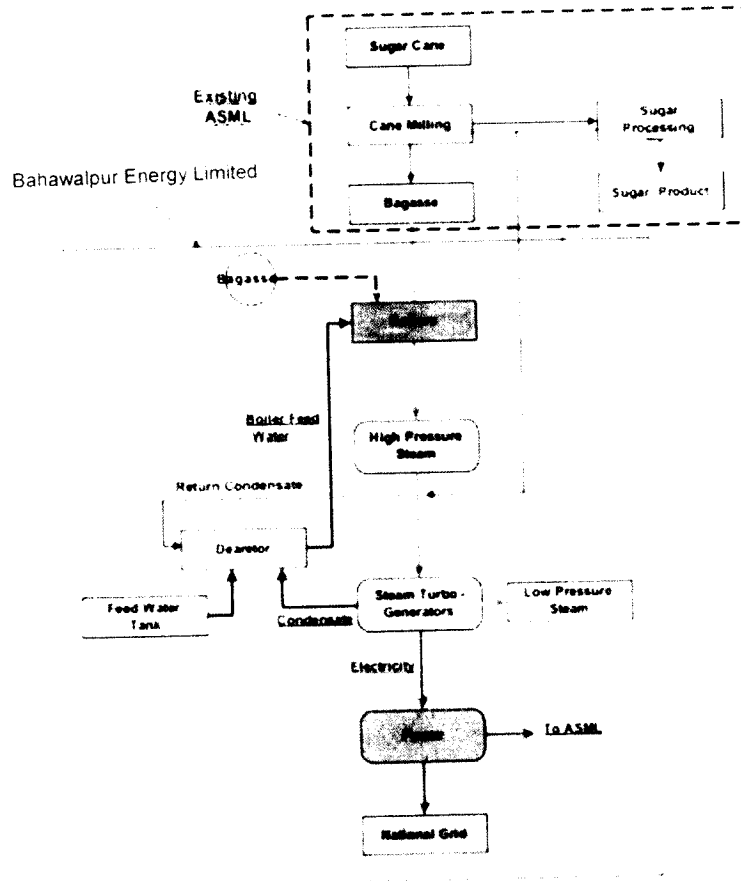 Sugar Cane
Existing
ASML
Cane Milling
Sugar
Processing
Bahawalpur Energy Limited
Bagasse
Sugar Product
Bagasse
Boiler Feed
Water
High Pressure
Steam
Return Condensate
Dearetor
Feed Water
Tank
Condensate
Steam Turbo -
Generators
Low Pressure
Steam
Electricity
Power
To ASML
National Grid